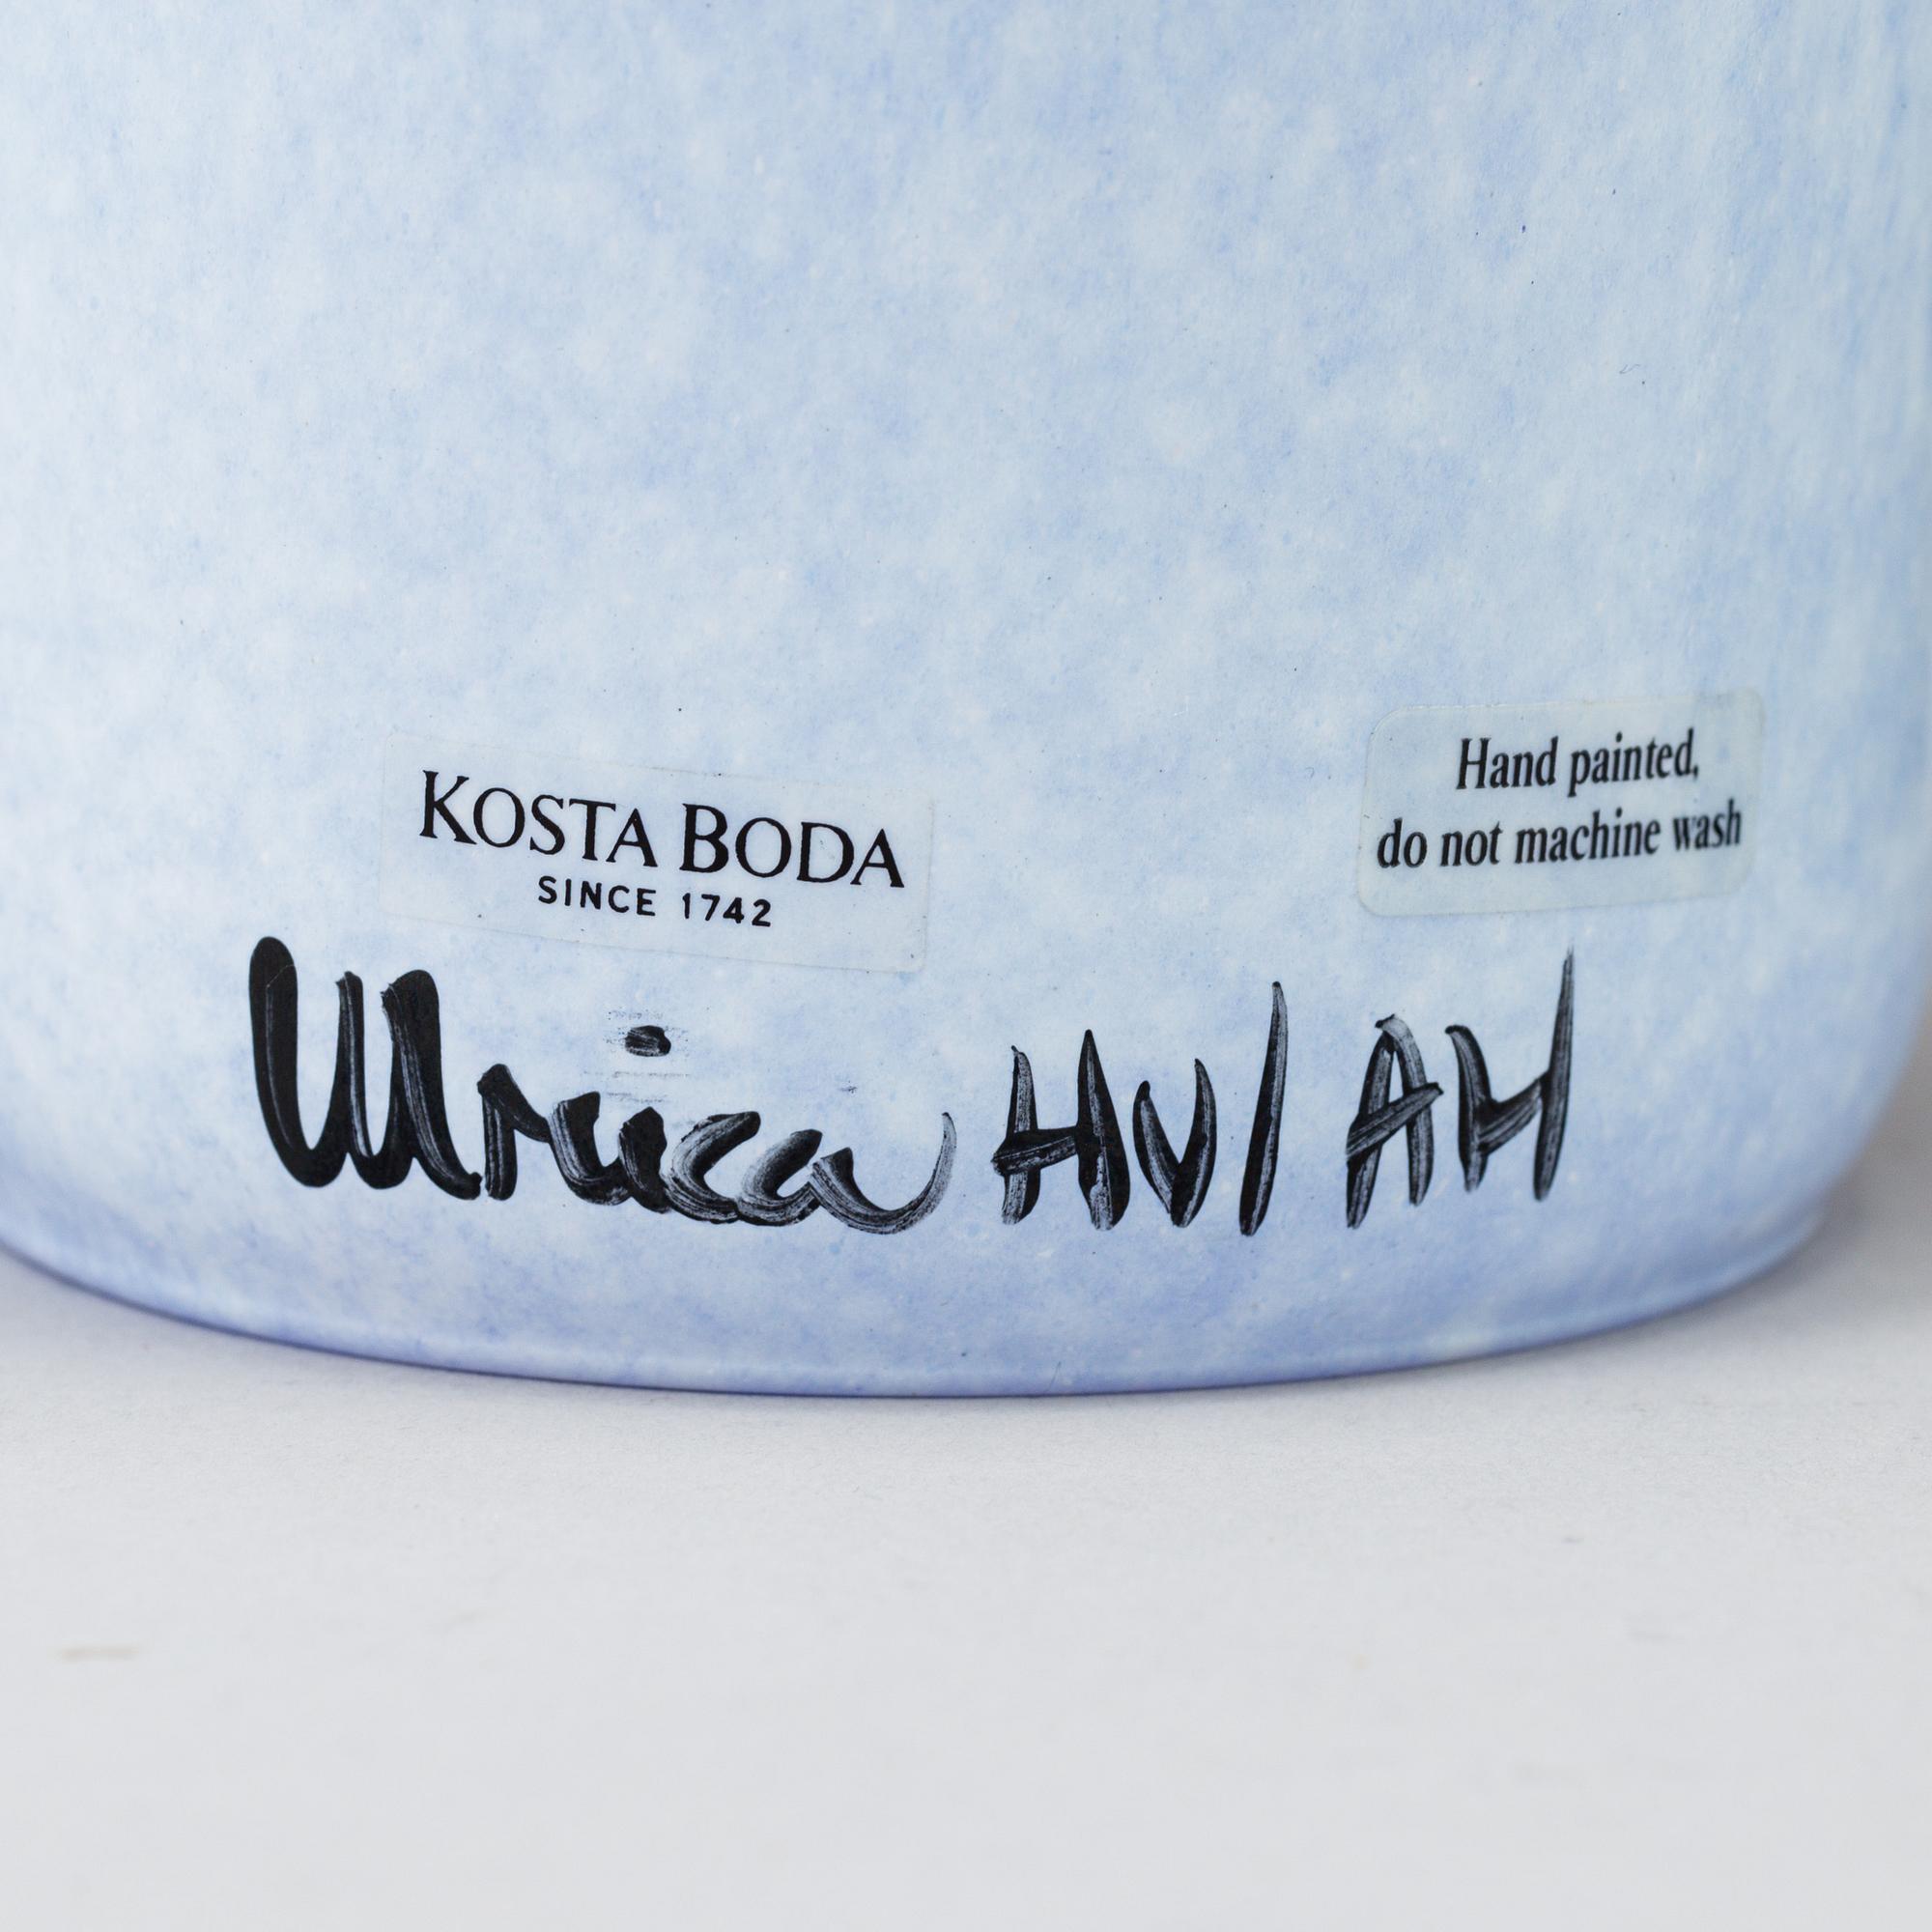 KOSTA BODA
SINCE 1742
Hand painted,
do not machine wash
Ulrica HV/ AH